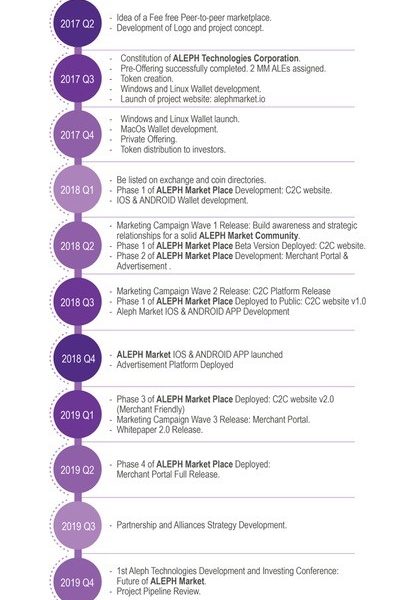 2017 Q2
- Idea of a Fee free Peer-to-peer marketplace.
- Development of Logo and project concept.
2017 Q3
- Constitution of ALEPH Technologies Corporation.
- Pre-Offering successfully completed. 2 MM ALEs assigned.
- Token creation.
- Windows and Linux Wallet development.
- Launch of project website: alephmarket.io
2017 Q4
- Windows and Linux Wallet launch.
- MacOs Wallet development.
- Private Offering.
- Token distribution to investors.
2018 Q1
- Be listed on exchange and coin directories.
- Phase 1 of ALEPH Market Place Development: C2C website.
- IOS & ANDROID Wallet development.
2018 Q2
- Marketing Campaign Wave 1 Release: Build awareness and strategic
relationships for a solid ALEPH Market Community.
- Phase 1 of ALEPH Market Place Beta Version Deployed: C2C website.
- Phase 2 of ALEPH Market Place Development: Merchant Portal &
Advertisement .
2018 Q3
- Marketing Campaign Wave 2 Release: C2C Platform Release
- Phase 1 of ALEPH Market Place Deployed to Public: C2C website v1.0
- Aleph Market IOS & ANDROID APP Development
2018 Q4
- ALEPH Market IOS & ANDROID APP launched
- Advertisement Platform Deployed
2019 Q1
- Phase 3 of ALEPH Market Place Deployed: C2C website v2.0
(Merchant Friendly)
- Marketing Campaign Wave 3 Release: Merchant Portal.
- Whitepaper 2.0 Release.
2019 Q2
- Phase 4 of ALEPH Market Place Deployed:
Merchant Portal Full Release.
2019 Q3
- Partnership and Alliances Strategy Development.
2019 Q4
- 1st Aleph Technologies Development and Investing Conference:
Future of ALEPH Market.
- Project Pipeline Review.